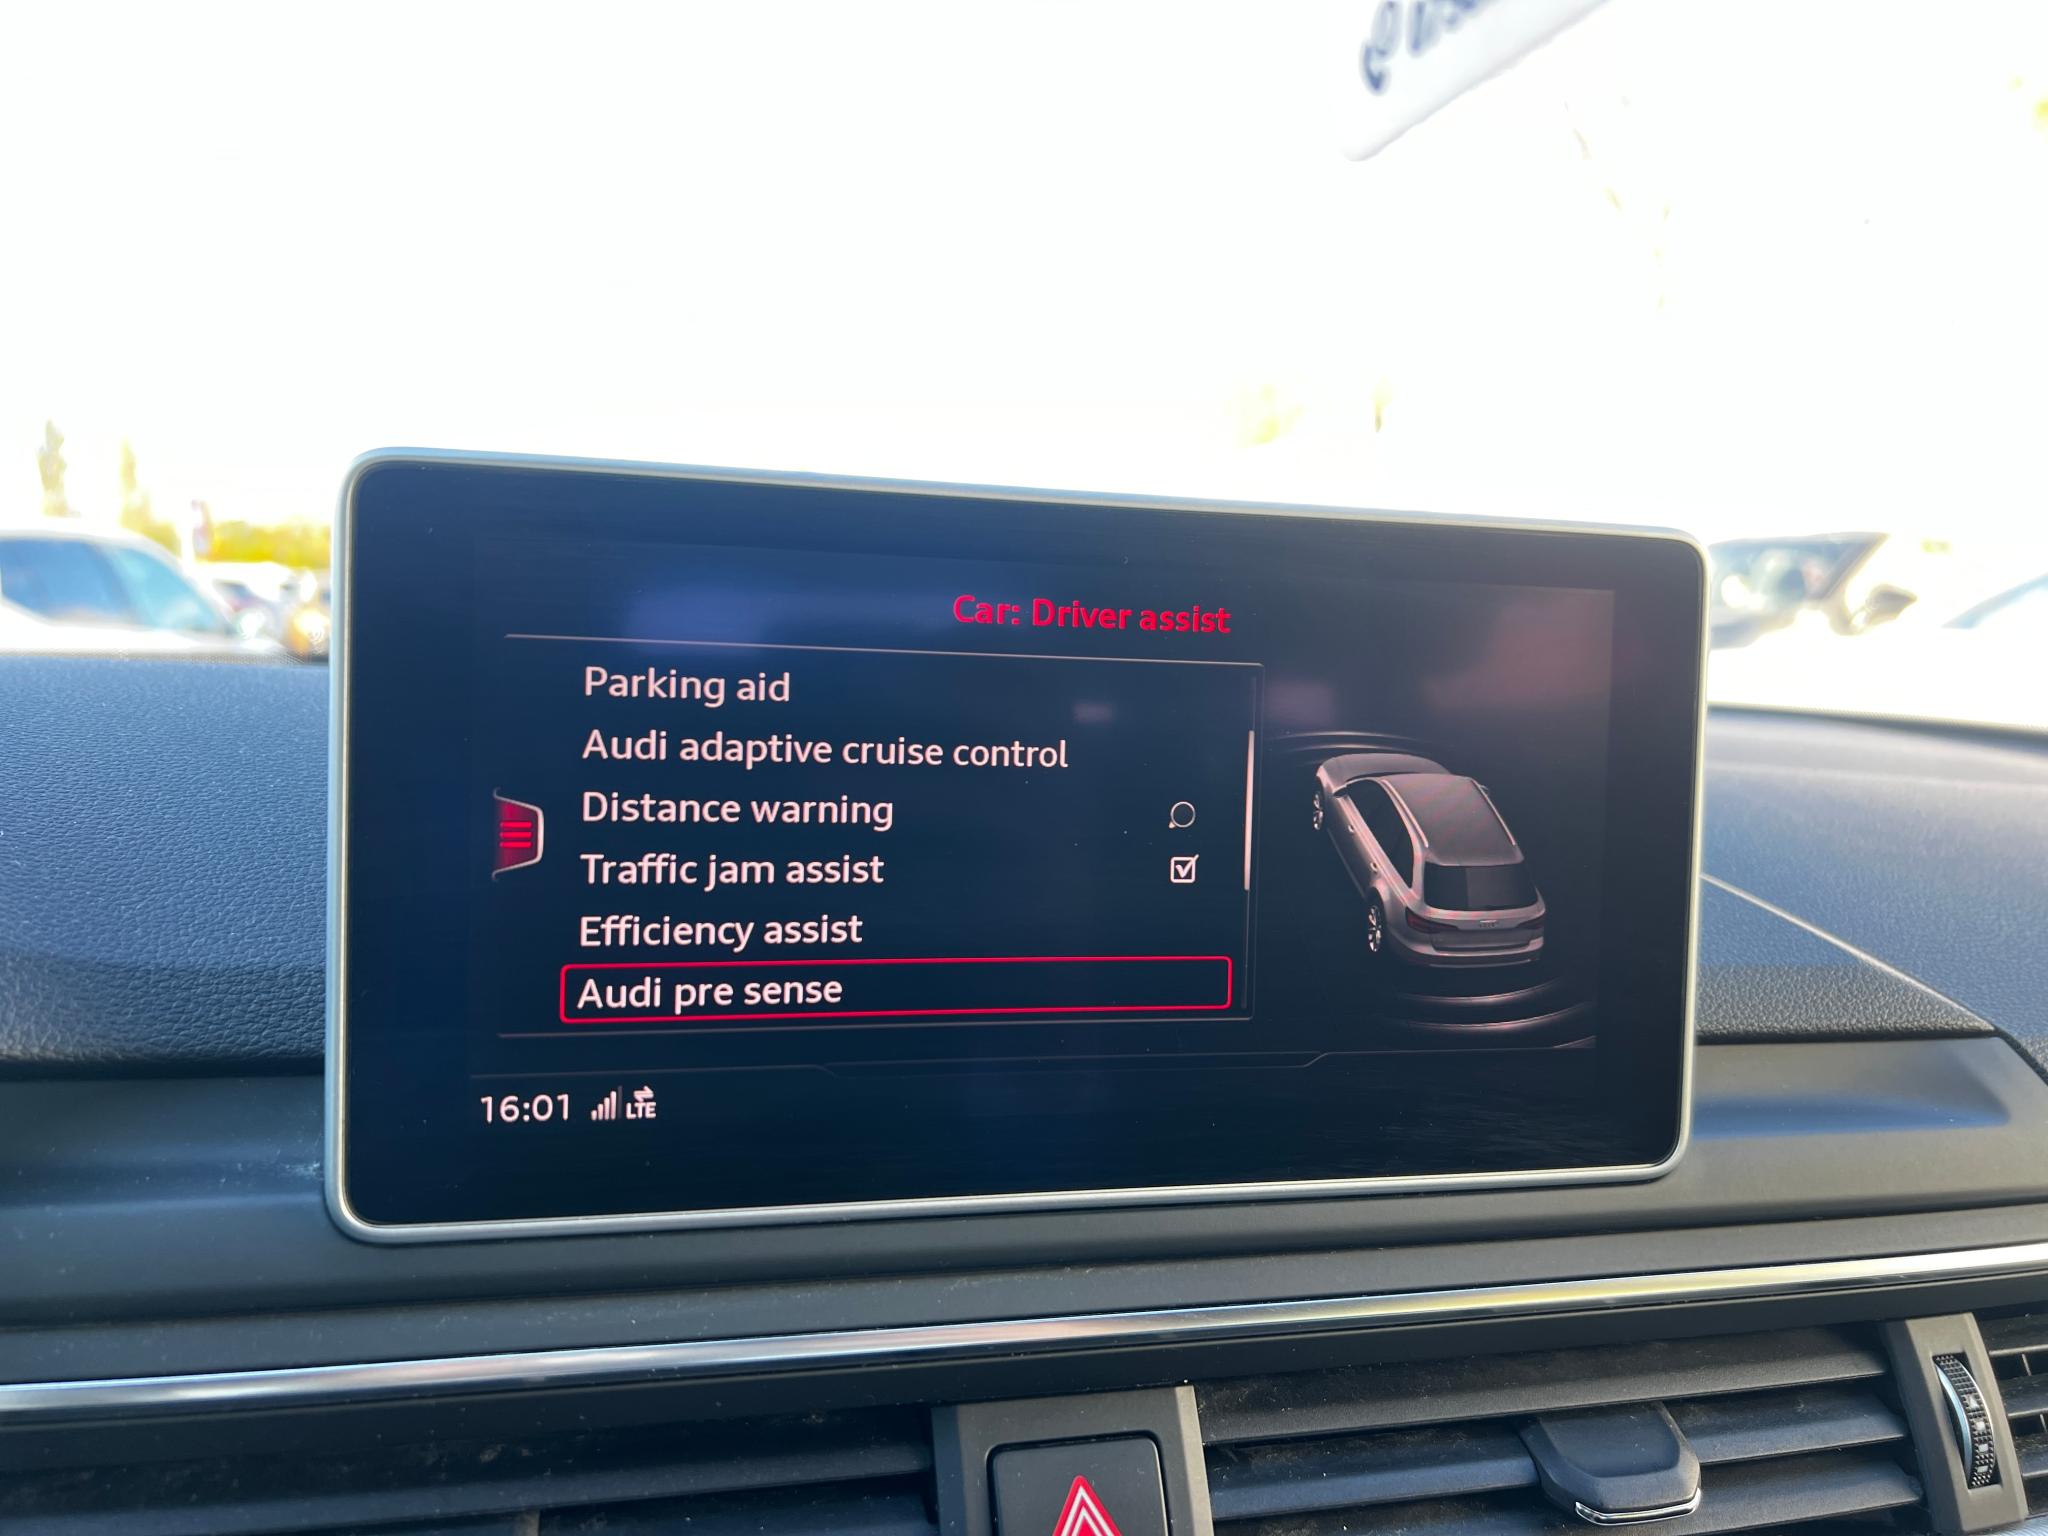 Car: Driver assist
Parking aid
Audi adaptive cruise control
Distance warning
Traffic jam assist
Efficiency assist
Audi pre sense
16:01 LTE